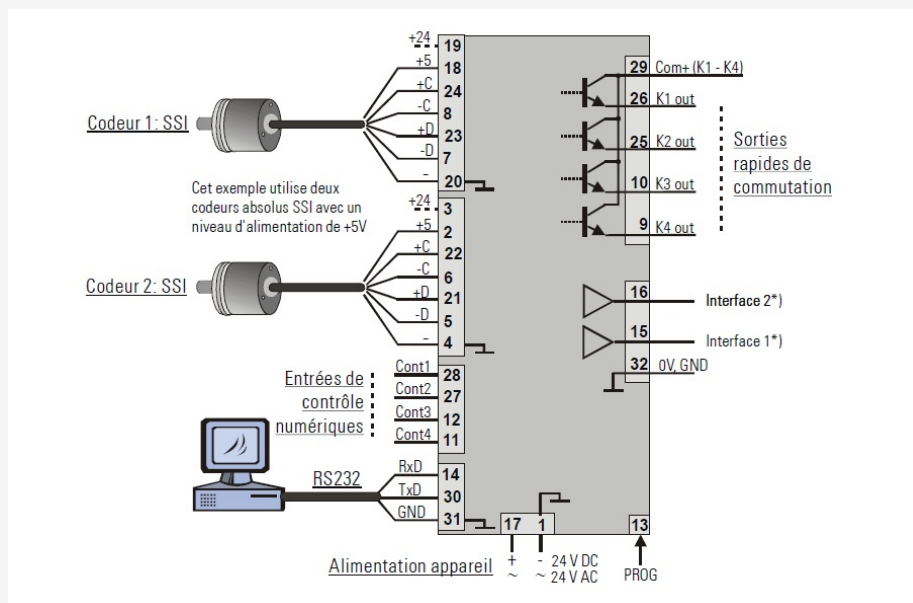 +24
19
+5
18
+C
24
-C
8
+D
23
-D
7
-
20
Codeur 1: SSI
Cet exemple utilise deux
codeurs absolus SSI avec un
niveau d'alimentation de +5V
+24
3
+5
2
+C
22
-C
6
+D
21
-D
5
-
4
Codeur 2: SSI
Entrées de
contrôle
numériques
Cont1
28
Cont2
27
Cont3
12
Cont4
11
RS232
RxD
14
TxD
30
GND
31
29 Com+ (K1 - K4)
26 K1 out
25 K2 out
10 K3 out
9 K4 out
Sorties
rapides de
commutation
16
Interface 2*)
15
Interface 1*)
32 0V, GND
17 1
13
Alimentation appareil
+ - 24 V DC
~ ~ 24 V AC
PROG